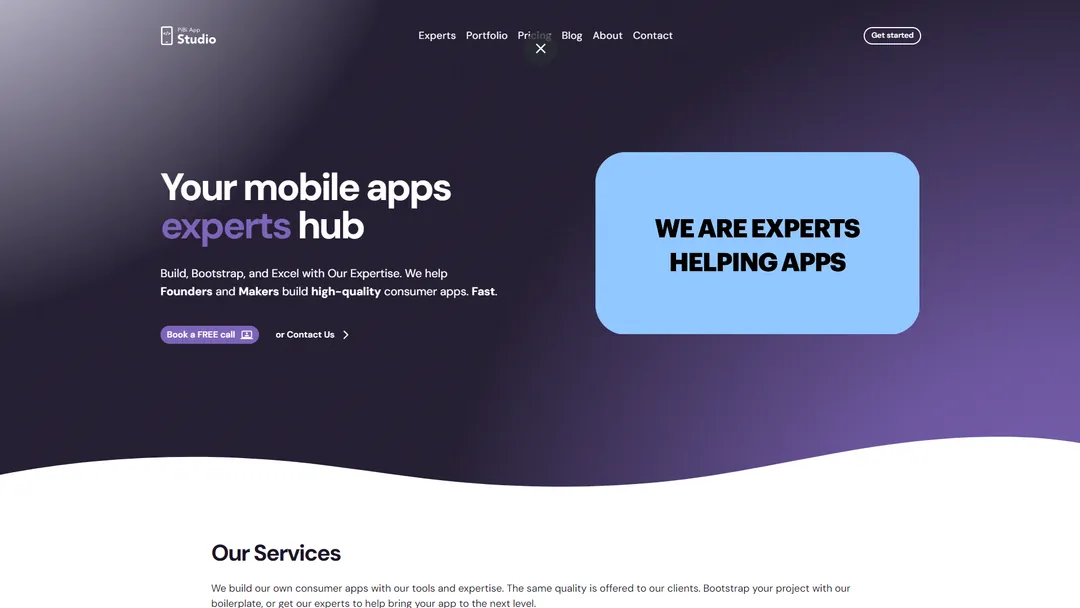 PiBi App
Studio
Experts Portfolio Pricing Blog About Contact
Get started
Your mobile apps
experts hub
Build, Bootstrap, and Excel with Our Expertise. We help
Founders and Makers build high-quality consumer apps. Fast.
Book a FREE call
or Contact Us
WE ARE EXPERTS
HELPING APPS
Our Services
We build our own consumer apps with our tools and expertise. The same quality is offered to our clients. Bootstrap your project with our
boilerplate, or get our experts to help bring your app to the next level.